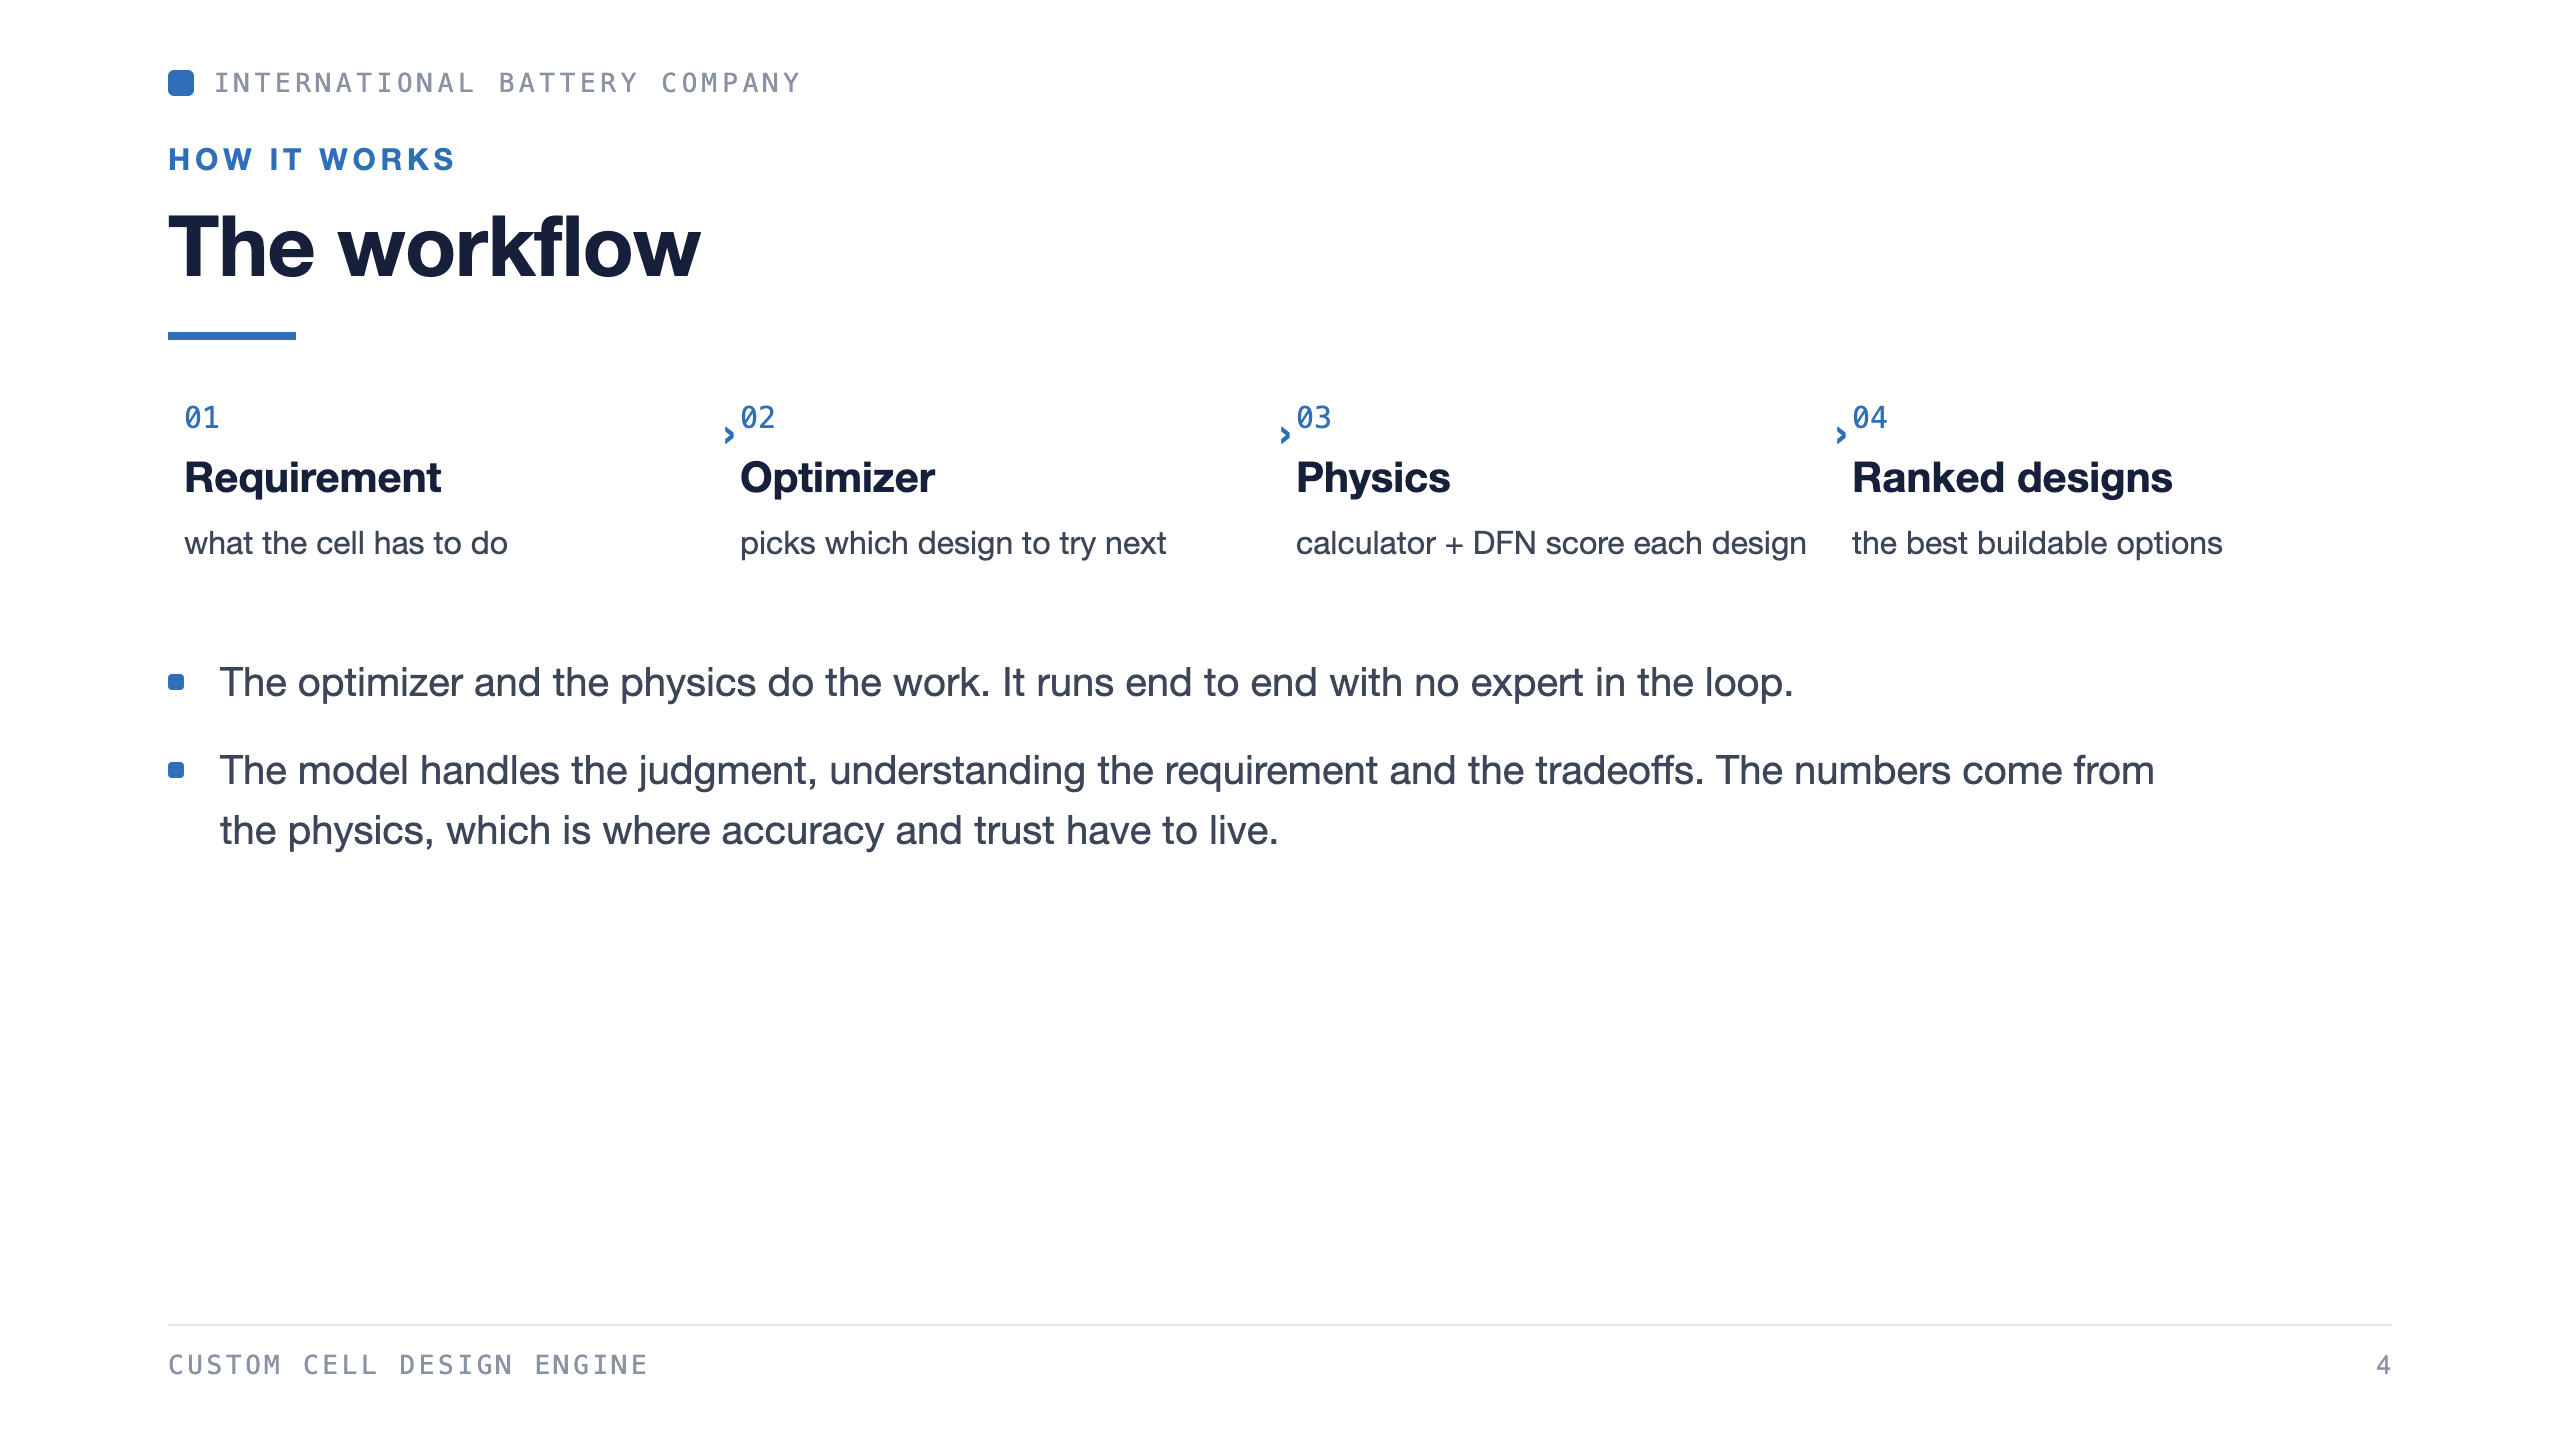 INTERNATIONAL BATTERY COMPANY
HOW IT WORKS
The workflow
01
Requirement
what the cell has to do
›
02
Optimizer
picks which design to try next
›
03
Physics
calculator + DFN score each design
›
04
Ranked designs
the best buildable options
The optimizer and the physics do the work. It runs end to end with no expert in the loop.
The model handles the judgment, understanding the requirement and the tradeoffs. The numbers come from
the physics, which is where accuracy and trust have to live.
CUSTOM CELL DESIGN ENGINE
4